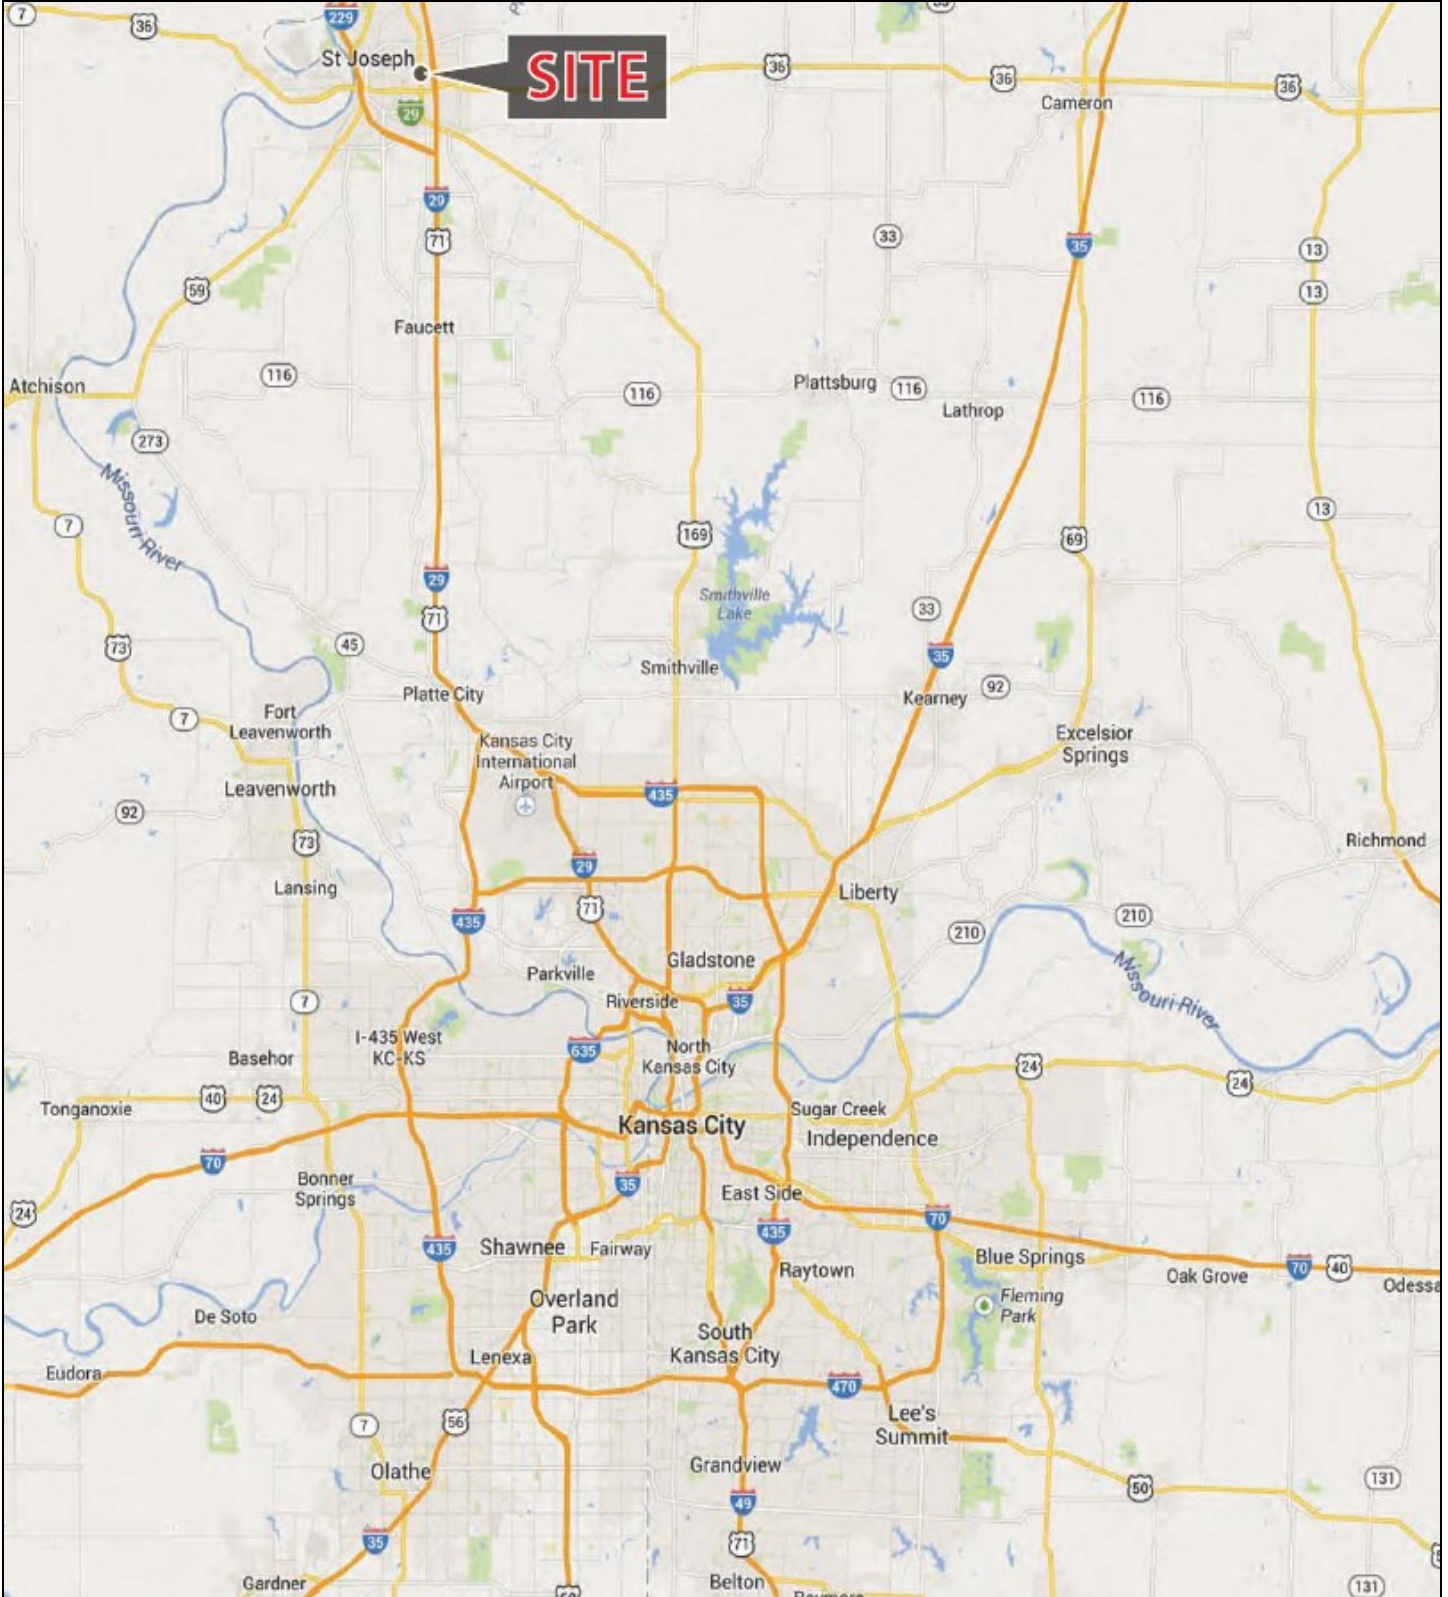 7
36
229
St Joseph
SITE
36
36
36
Cameron
29
29
71
33
35
13
13
59
Faucett
116
Atchison
116
Plattsburg
116
116
Lathrop
273
Missouri River
7
169
13
69
29
71
Smithville
Lake
33
73
45
35
Smithville
Platte City
Kearney
92
Fort
Leavenworth
7
Kansas City
International
Airport
Excelsior
Springs
Leavenworth
435
92
73
Richmond
29
Lansing
Liberty
71
435
210
210
Gladstone
Parkville
Missouri River
7
Riverside
35
I-435 West
KC-KS
635
North
Kansas City
Basehor
24
24
40
24
Tonganoxie
Sugar Creek
Kansas City
Independence
70
Bonner
Springs
35
East Side
24
70
435
435
Shawnee
Fairway
Blue Springs
Raytown
70
40
Oak Grove
Odessa
Fleming
Park
Overland
Park
De Soto
South
Kansas City
Lenexa
Eudora
470
7
56
Lee's
Summit
Grandview
Olathe
50
131
49
35
71
Gardner
Belton
131